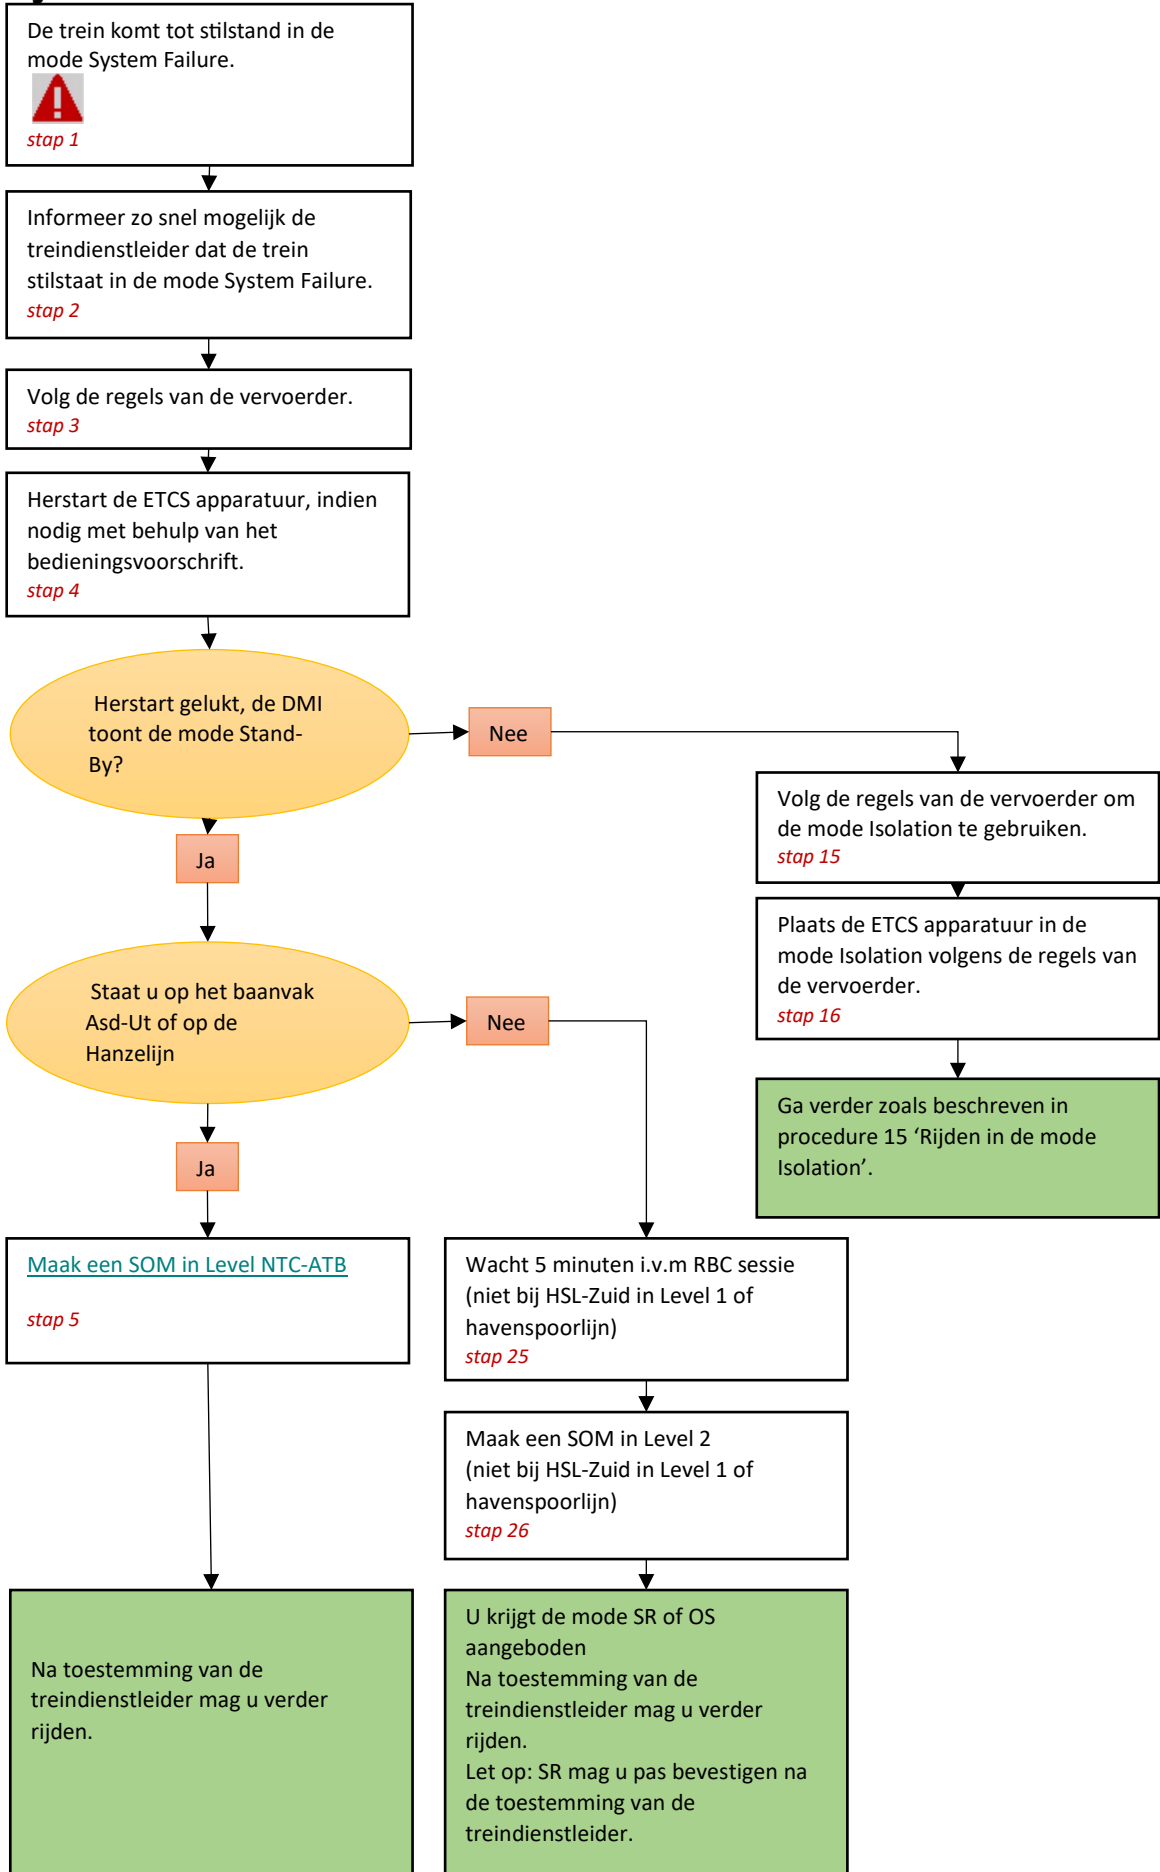 De trein komt tot stilstand in de
mode System Failure.
stap 1
Informeer zo snel mogelijk de
treindienstleider dat de trein
stilstaat in de mode System Failure.
stap 2
Volg de regels van de vervoerder.
stap 3
Herstart de ETCS apparatuur, indien
nodig met behulp van het
bedieningsvoorschrift.
stap 4
Herstart gelukt, de DMI
toont de mode Stand-
By?
Nee
Volg de regels van de vervoerder om
de mode Isolation te gebruiken.
stap 15
Ja
Plaats de ETCS apparatuur in de
mode Isolation volgens de regels van
de vervoerder.
stap 16
Staat u op het baanvak
Asd-Ut of op de
Hanzelijn
Nee
Ga verder zoals beschreven in
procedure 15 ‘Rijden in de mode
Isolation’.
Ja
Maak een SOM in Level NTC-ATB
stap 5
Wacht 5 minuten i.v.m RBC sessie
(niet bij HSL-Zuid in Level 1 of
havenspoorlijn)
stap 25
Maak een SOM in Level 2
(niet bij HSL-Zuid in Level 1 of
havenspoorlijn)
stap 26
Na toestemming van de
treindienstleider mag u verder
rijden.
U krijgt de mode SR of OS
aangeboden
Na toestemming van de
treindienstleider mag u verder
rijden.
Let op: SR mag u pas bevestigen na
de toestemming van de
treindienstleider.